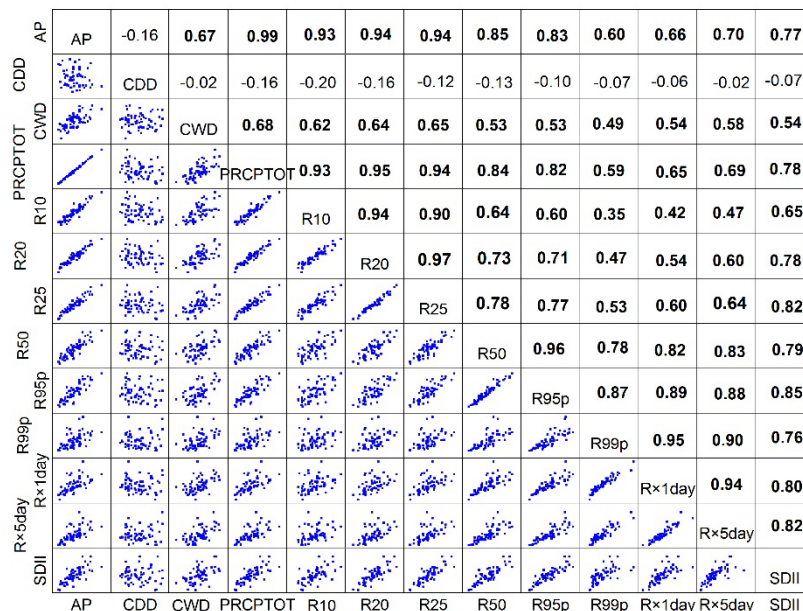 AP AP -0.16 0.67 0.99 0.93 0.94 0.94 0.85 0.83 0.60 0.66 0.70 0.77
CDD CDD -0.02 -0.16 -0.20 -0.16 -0.12 -0.13 -0.10 -0.07 -0.06 -0.02 -0.07
CWD CWD 0.68 0.62 0.64 0.65 0.53 0.53 0.49 0.54 0.58 0.54
PRCPTOT PRCPTOT 0.93 0.95 0.94 0.84 0.82 0.59 0.65 0.69 0.78
R10 R10 0.94 0.90 0.64 0.60 0.35 0.42 0.47 0.65
R20 R20 0.97 0.73 0.71 0.47 0.54 0.60 0.78
R25 R25 0.78 0.77 0.53 0.60 0.64 0.82
R50 R50 0.96 0.78 0.82 0.83 0.79
R95p R95p 0.87 0.89 0.88 0.85
R99p R99p 0.95 0.90 0.76
R×1day R×1day 0.94 0.80
R×5day R×5day 0.82
SDII SDII
AP CDD CWD PRCPTOT R10 R20 R25 R50 R95p R99p R×1day R×5day SDII